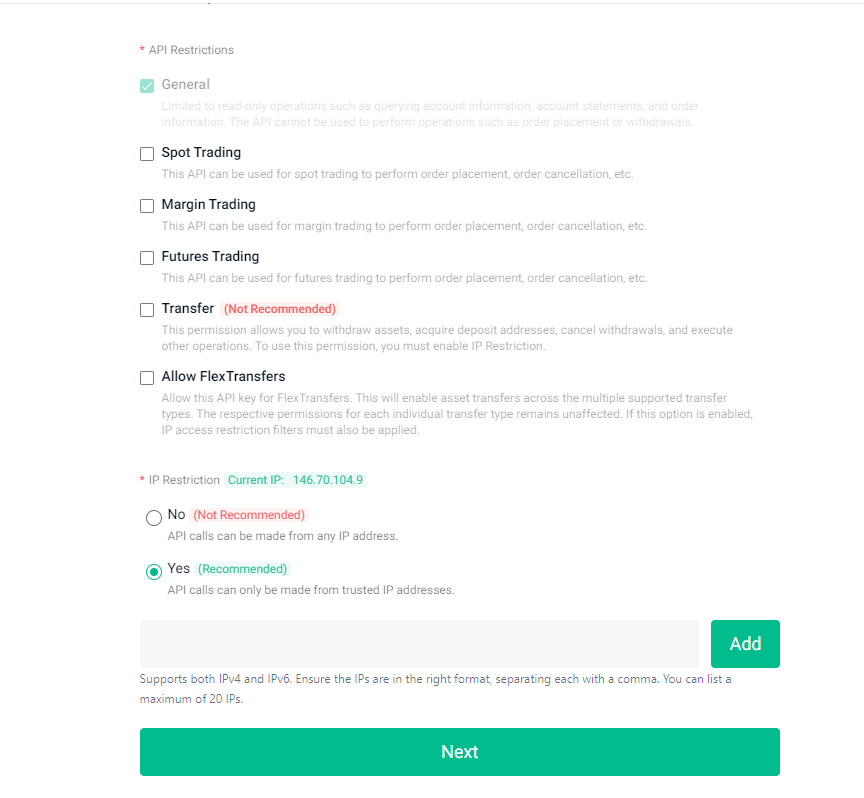 * API Restrictions
General
Limited to read-only operations such as querying account information, account statements, and order
information. The API cannot be used to perform operations such as order placement or withdrawals.
Spot Trading
This API can be used for spot trading to perform order placement, order cancellation, etc.
Margin Trading
This API can be used for margin trading to perform order placement, order cancellation, etc.
Futures Trading
This API can be used for futures trading to perform order placement, order cancellation, etc.
Transfer (Not Recommended)
This permission allows you to withdraw assets, acquire deposit addresses, cancel withdrawals, and execute
other operations. To use this permission, you must enable IP Restriction.
Allow FlexTransfers
Allow this API key for FlexTransfers. This will enable asset transfers across the multiple supported transfer
types. The respective permissions for each individual transfer type remains unaffected. If this option is enabled,
IP access restriction filters must also be applied.
* IP Restriction Current IP: 146.70.104.9
No (Not Recommended)
API calls can be made from any IP address.
Yes (Recommended)
API calls can only be made from trusted IP addresses.
Add
Supports both IPv4 and IPv6. Ensure the IPs are in the right format, separating each with a comma. You can list a
maximum of 20 IPs.
Next